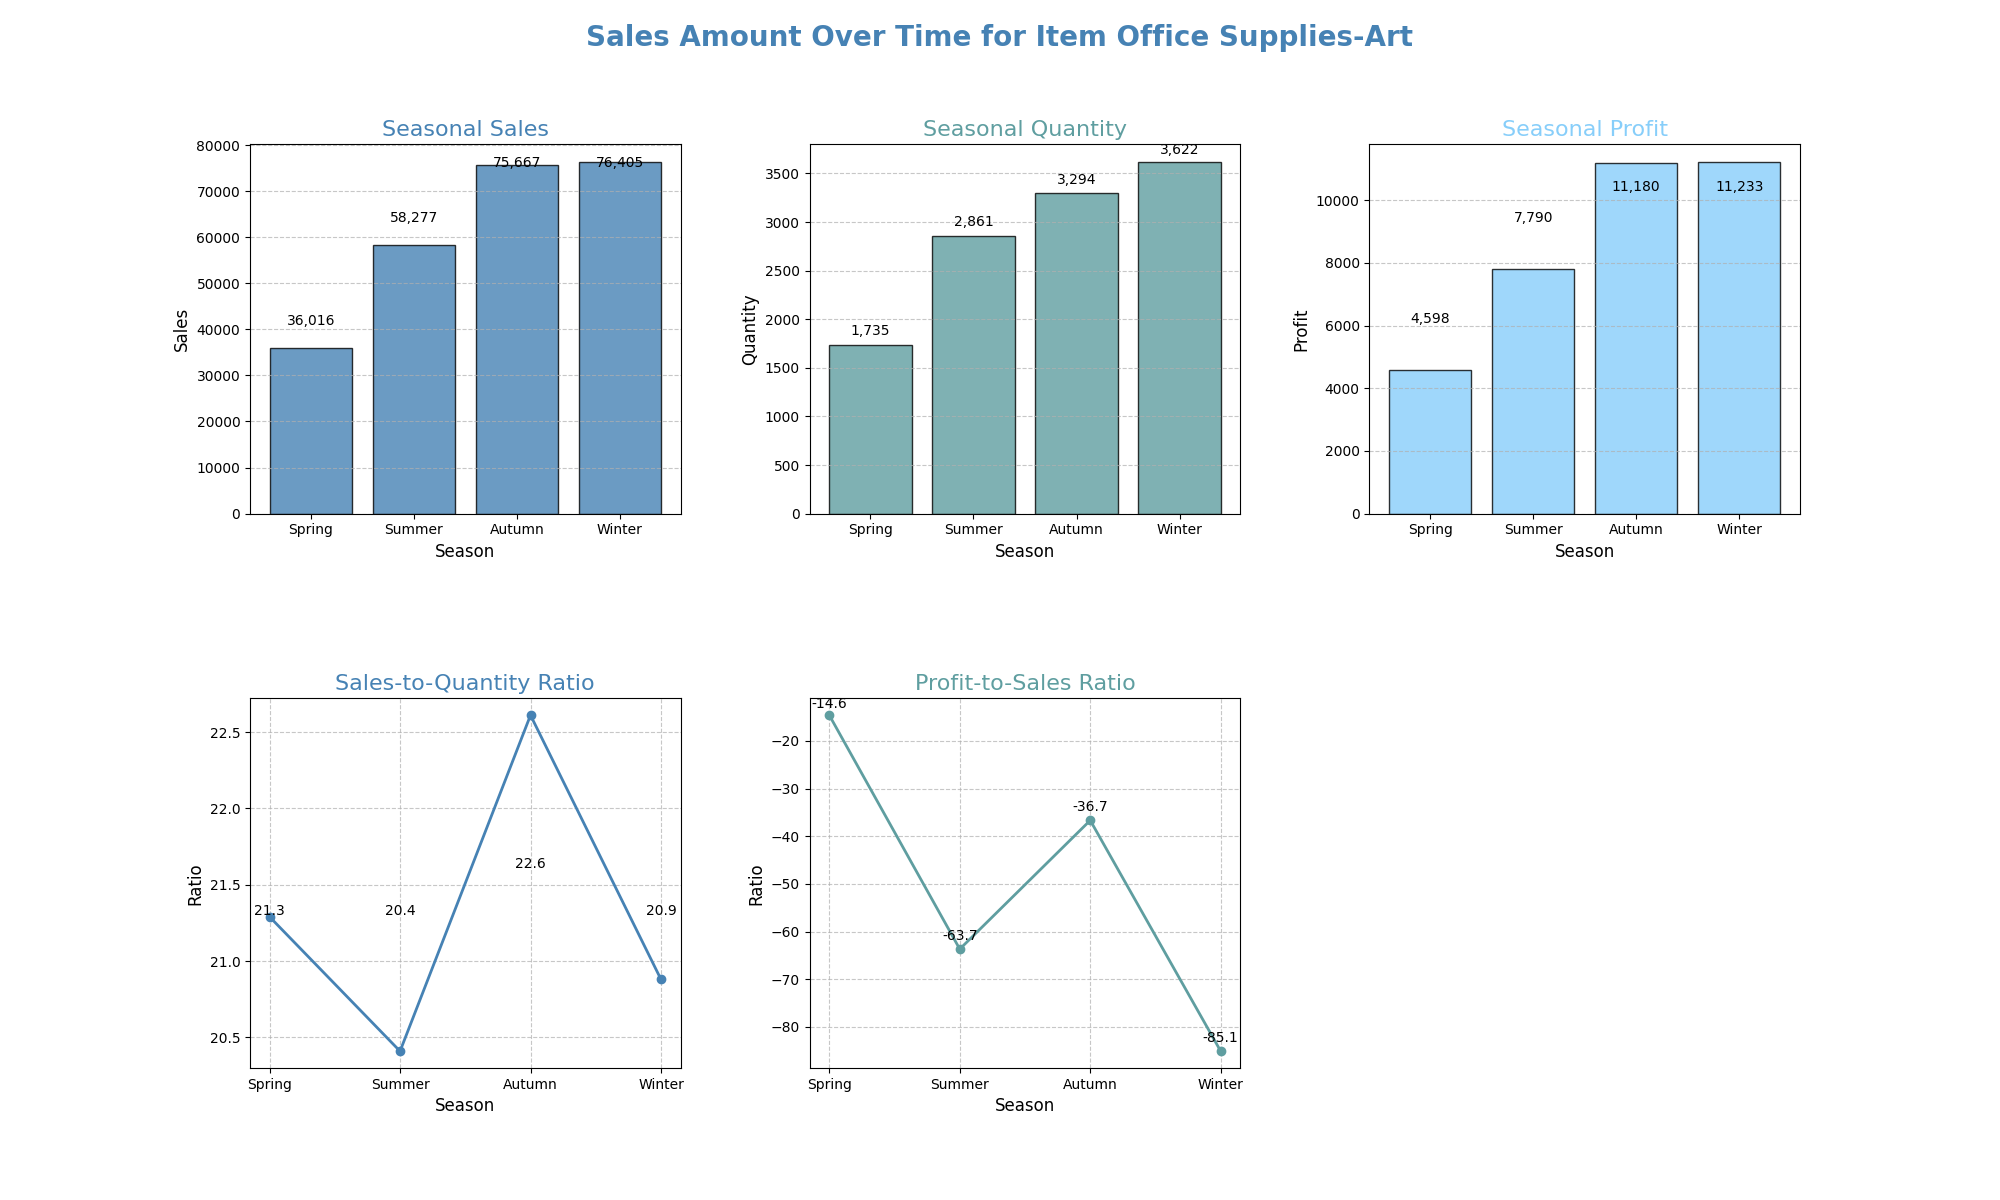 Sales Amount Over Time for Item Office Supplies-Art
Seasonal Sales
80000
70000
60000
50000
40000
30000
20000
10000
0
Sales
36,016
58,277
75,667
76,405
Spring Summer Autumn Winter
Season
Seasonal Quantity
3500
3000
2500
2000
1500
1000
500
0
Quantity
1,735
2,861
3,294
3,622
Spring Summer Autumn Winter
Season
Seasonal Profit
10000
8000
6000
4000
2000
0
Profit
4,598
7,790
11,180
11,233
Spring Summer Autumn Winter
Season
Sales-to-Quantity Ratio
22.5
22.0
21.5
21.0
20.5
Ratio
21.3
20.4
22.6
20.9
Spring Summer Autumn Winter
Season
Profit-to-Sales Ratio
−20
−30
−40
−50
−60
−70
−80
Ratio
-14.6
-63.7
-36.7
-85.1
Spring Summer Autumn Winter
Season